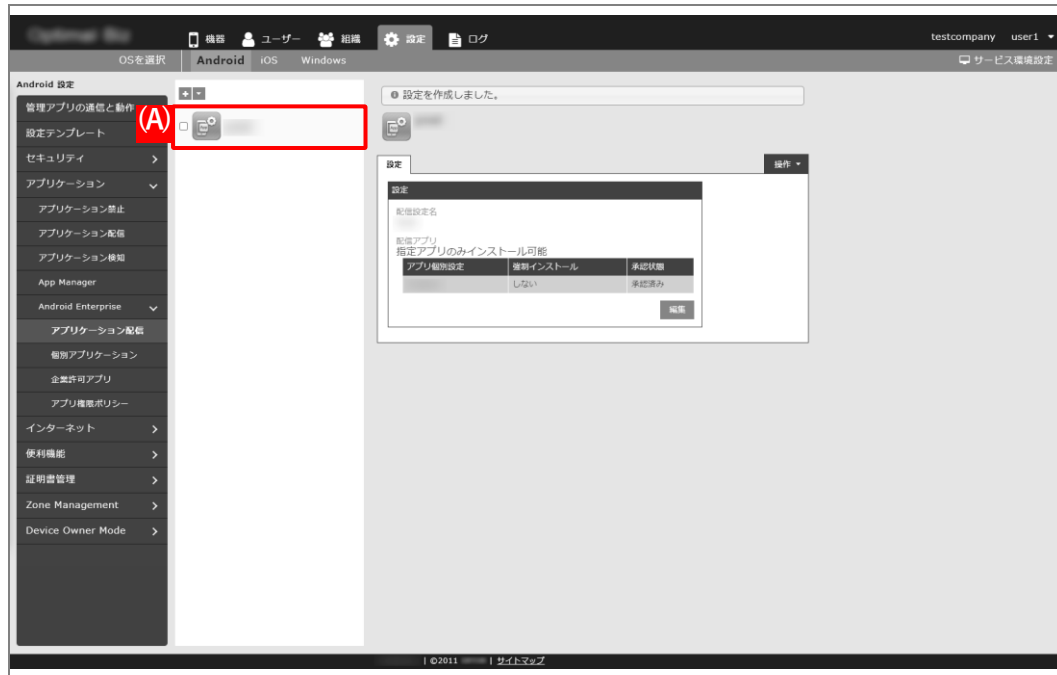 機器 ユーザー 組織 設定 ログ testcompany user1
OSを選択 Android iOS Windows サービス環境設定
Android 設定
管理アプリの通信と動作
設定テンプレート
セキュリティ
アプリケーション
アプリケーション禁止
アプリケーション配信
アプリケーション検知
App Manager
Android Enterprise
アプリケーション配信
個別アプリケーション
企業許可アプリ
アプリ権限ポリシー
インターネット
便利機能
証明書管理
Zone Management
Device Owner Mode
(A)
設定を作成しました。
設定 操作
設定
配信設定名
配信アプリ
指定アプリのみインストール可能
アプリ個別設定 強制インストール 承認状態
しない 承認済み
編集
| ©2011 | サイトマップ